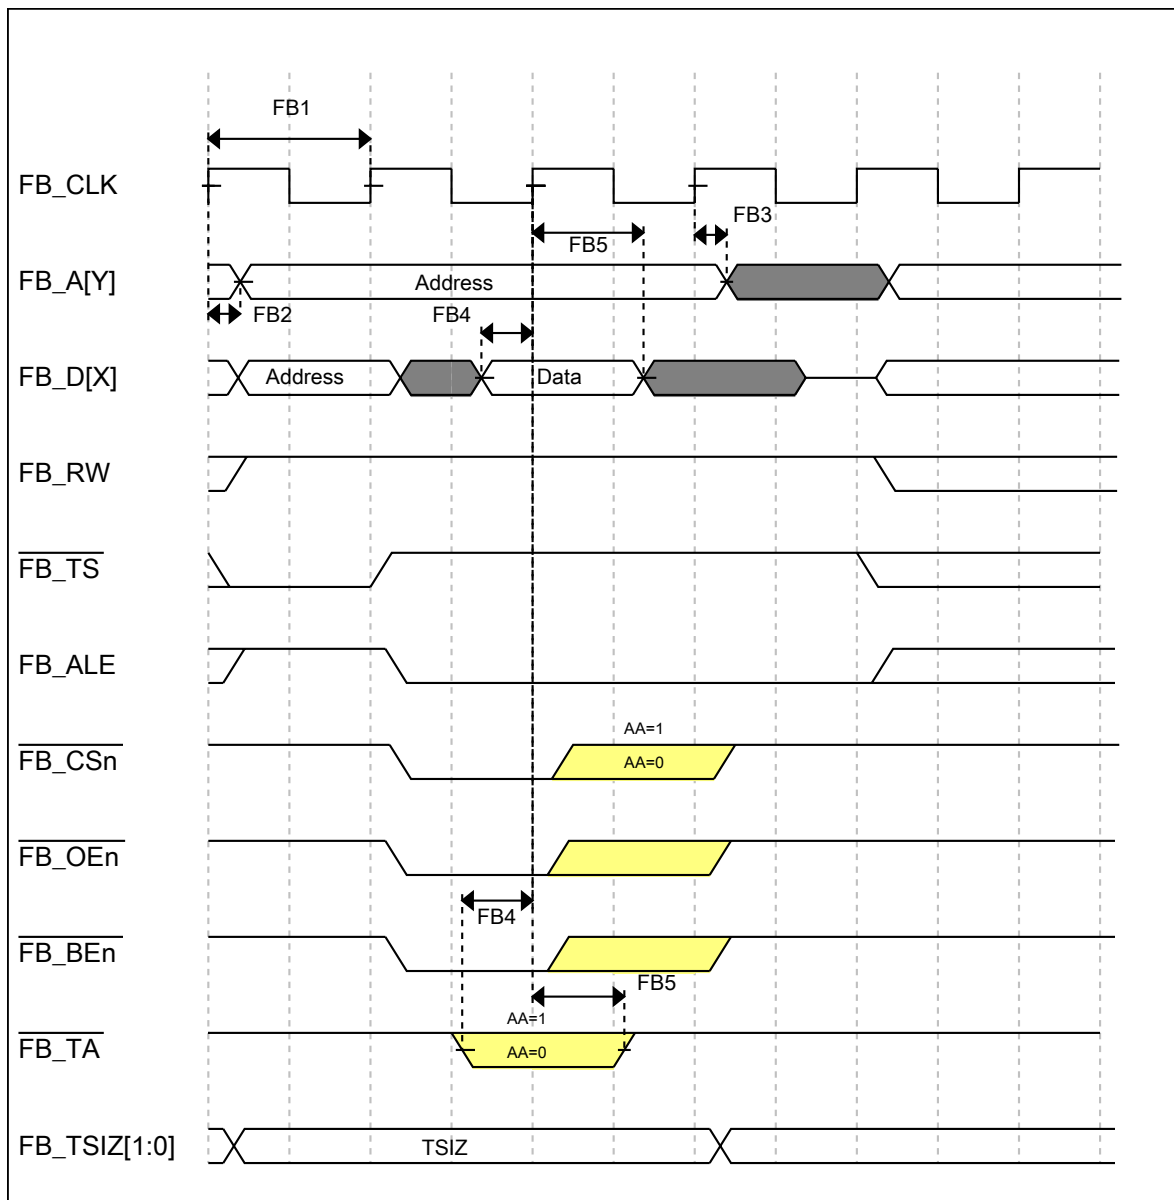 FB1
FB_CLK
FB3
FB5
FB_A[Y]
Address
FB2
FB4
FB_D[X]
Address
Data
FB_RW
FB_TS
FB_ALE
AA=1
FB_CSn
AA=0
FB_OEn
FB4
FB_BEn
FB5
AA=1
FB_TA
AA=0
FB_TSIZ[1:0]
TSIZ